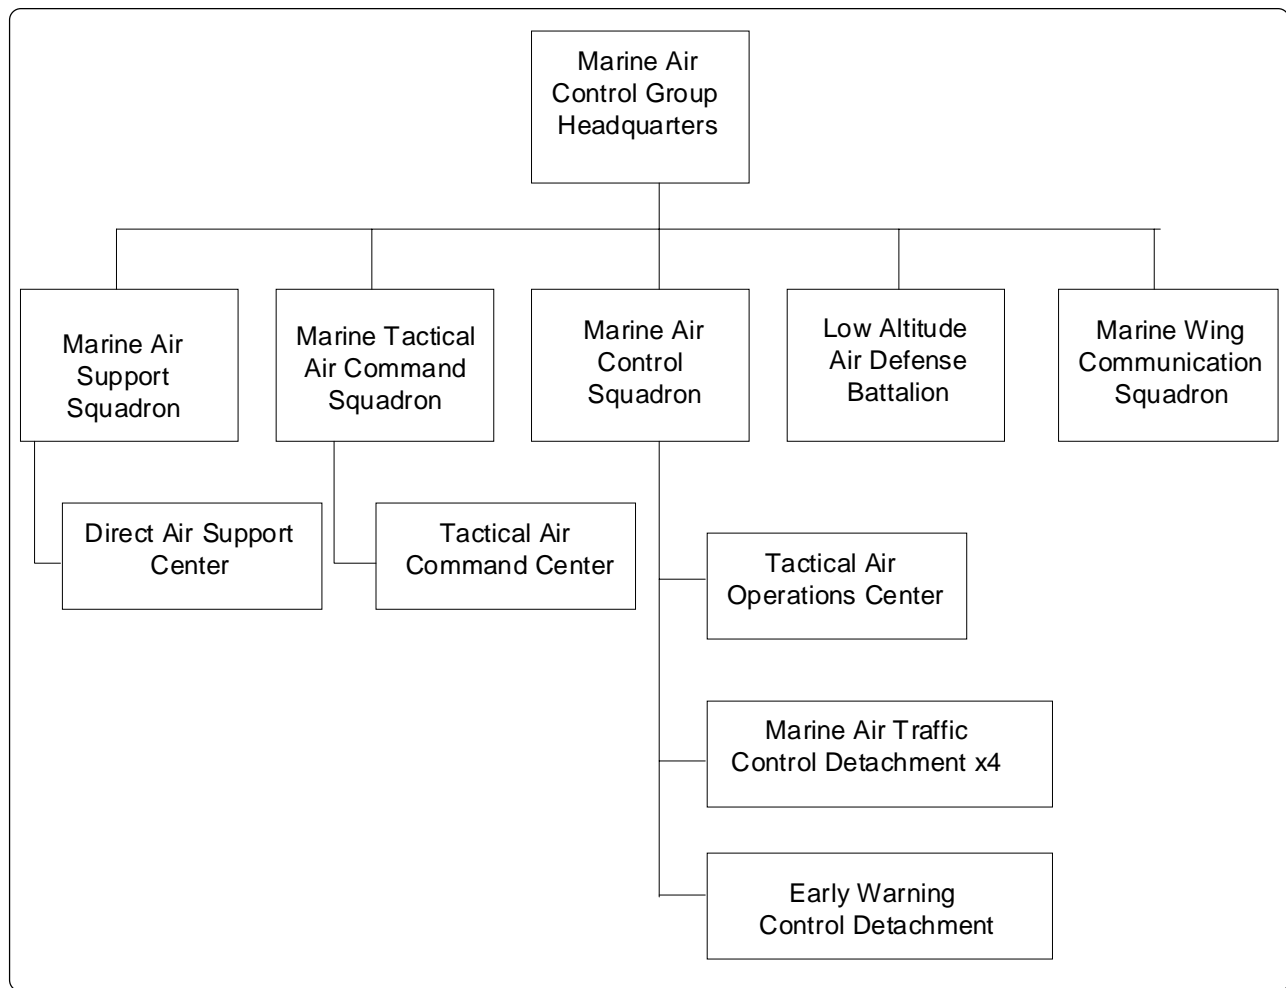 Marine Air
Control Group
Headquarters
Marine Air
Support
Squadron
Marine Tactical
Air Command
Squadron
Marine Air
Control
Squadron
Low Altitude
Air Defense
Battalion
Marine Wing
Communication
Squadron
Direct Air Support
Center
Tactical Air
Command Center
Tactical Air
Operations Center
Marine Air Traffic
Control Detachment x4
Early Warning
Control Detachment